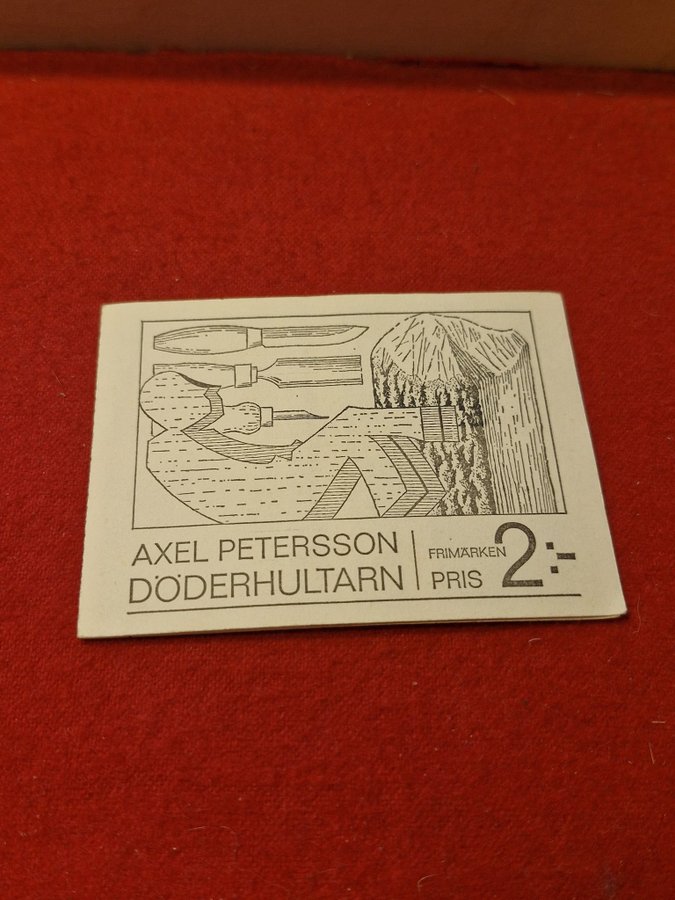 AXEL PETERSSON
DÖDERHULTARN
FRIMÄRKEN
PRIS 2:-